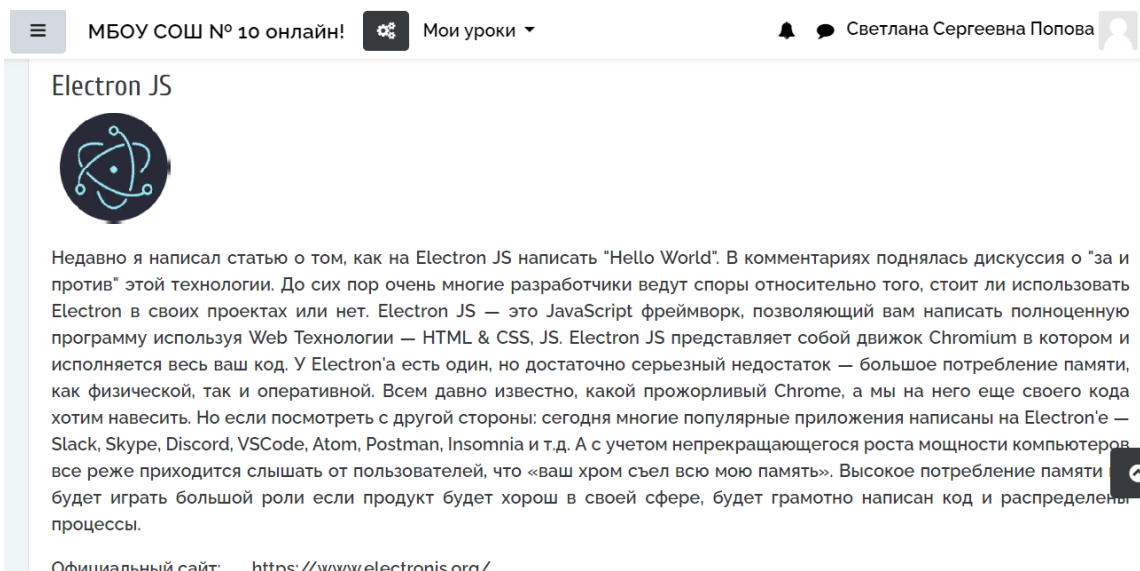 МБОУ СОШ № 10 онлайн! Мои уроки Светлана Сергеевна Попова
Electron JS
Недавно я написал статью о том, как на Electron JS написать "Hello World". В комментариях поднялась дискуссия о "за и
против" этой технологии. До сих пор очень многие разработчики ведут споры относительно того, стоит ли использовать
Electron в своих проектах или нет. Electron JS — это JavaScript фреймворк, позволяющий вам написать полноценную
программу используя Web Технологии — HTML & CSS, JS. Electron JS представляет собой движок Chromium в котором и
исполняется весь ваш код. У Electron'a есть один, но достаточно серьезный недостаток — большое потребление памяти,
как физической, так и оперативной. Всем давно известно, какой прожорливый Chrome, а мы на него еще своего кода
хотим навесить. Но если посмотреть с другой стороны: сегодня многие популярные приложения написаны на Electron'e —
Slack, Skype, Discord, VSCode, Atom, Postman, Insomnia и т.д. А с учетом непрекращающегося роста мощности компьютеров
все реже приходится слышать от пользователей, что «ваш хром съел всю мою память». Высокое потребление памяти
будет играть большой роли если продукт будет хорош в своей сфере, будет грамотно написан код и распределены
процессы.
Официальный сайт: https://www.electronjs.org/